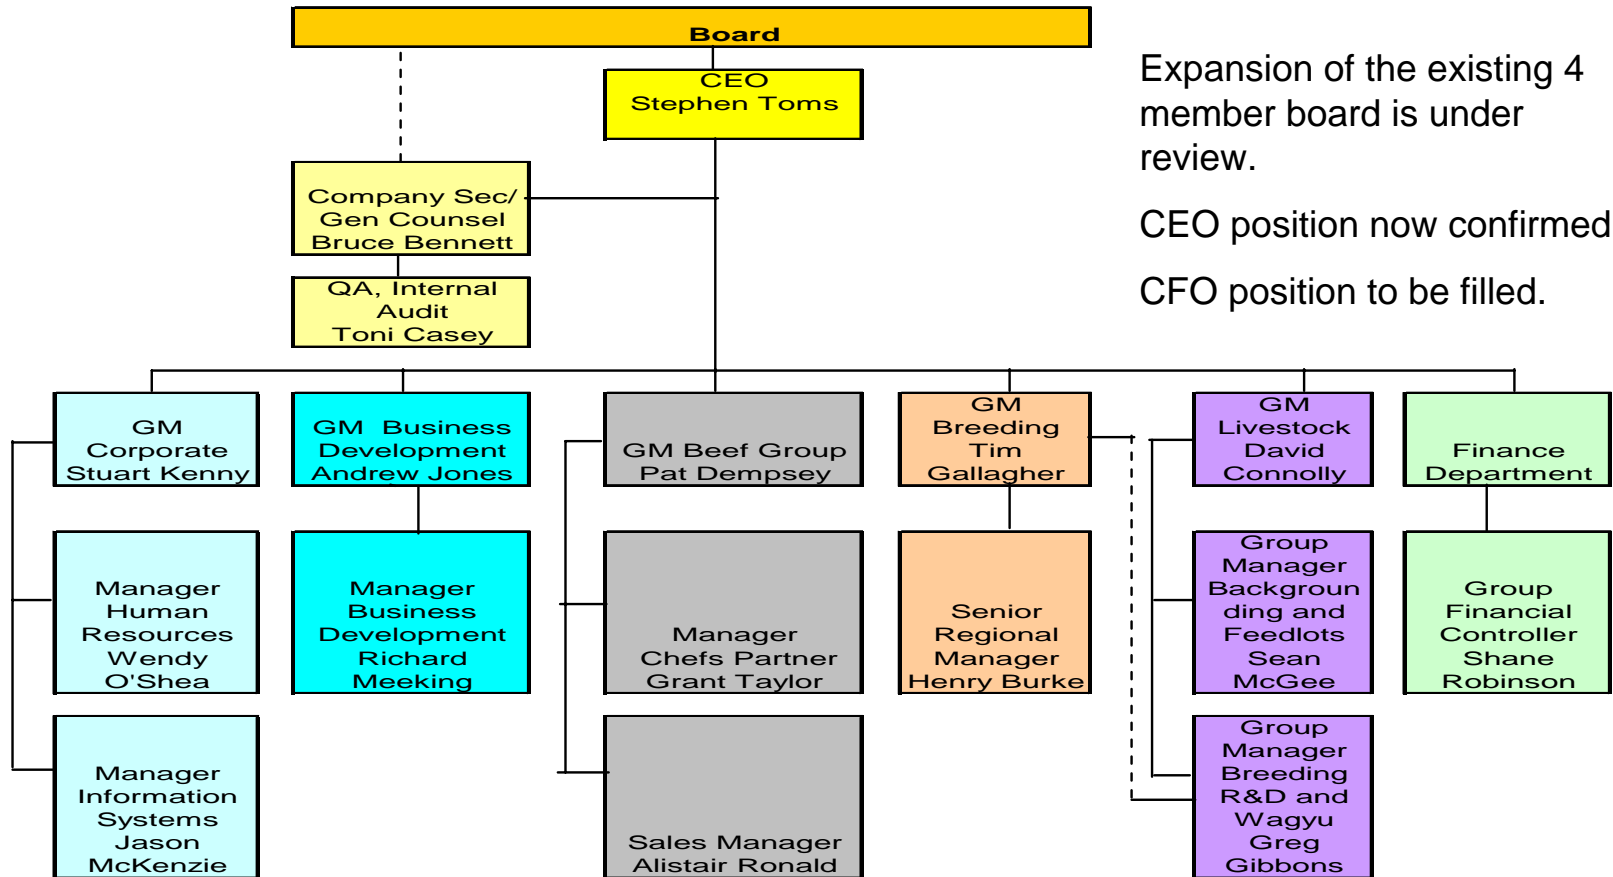 Board
CEO
Stephen Toms
Expansion of the existing 4
member board is under
review.
CEO position now confirmed
CFO position to be filled.
Company Sec/
Gen Counsel
Bruce Bennett
QA, Internal
Audit
Toni Casey
GM
Corporate
Stuart Kenny
GM Business
Development
Andrew Jones
GM Beef Group
Pat Dempsey
GM
Breeding
Tim
Gallagher
GM
Livestock
David
Connolly
Finance
Department
Manager
Human
Resources
Wendy
O'Shea
Manager
Business
Development
Richard
Meeking
Manager
Chefs Partner
Grant Taylor
Senior
Regional
Manager
Henry Burke
Group
Manager
Backgroun
ding and
Feedlots
Sean
McGee
Group
Financial
Controller
Shane
Robinson
Manager
Information
Systems
Jason
McKenzie
Sales Manager
Alistair Ronald
Group
Manager
Breeding
R&D and
Wagyu
Greg
Gibbons